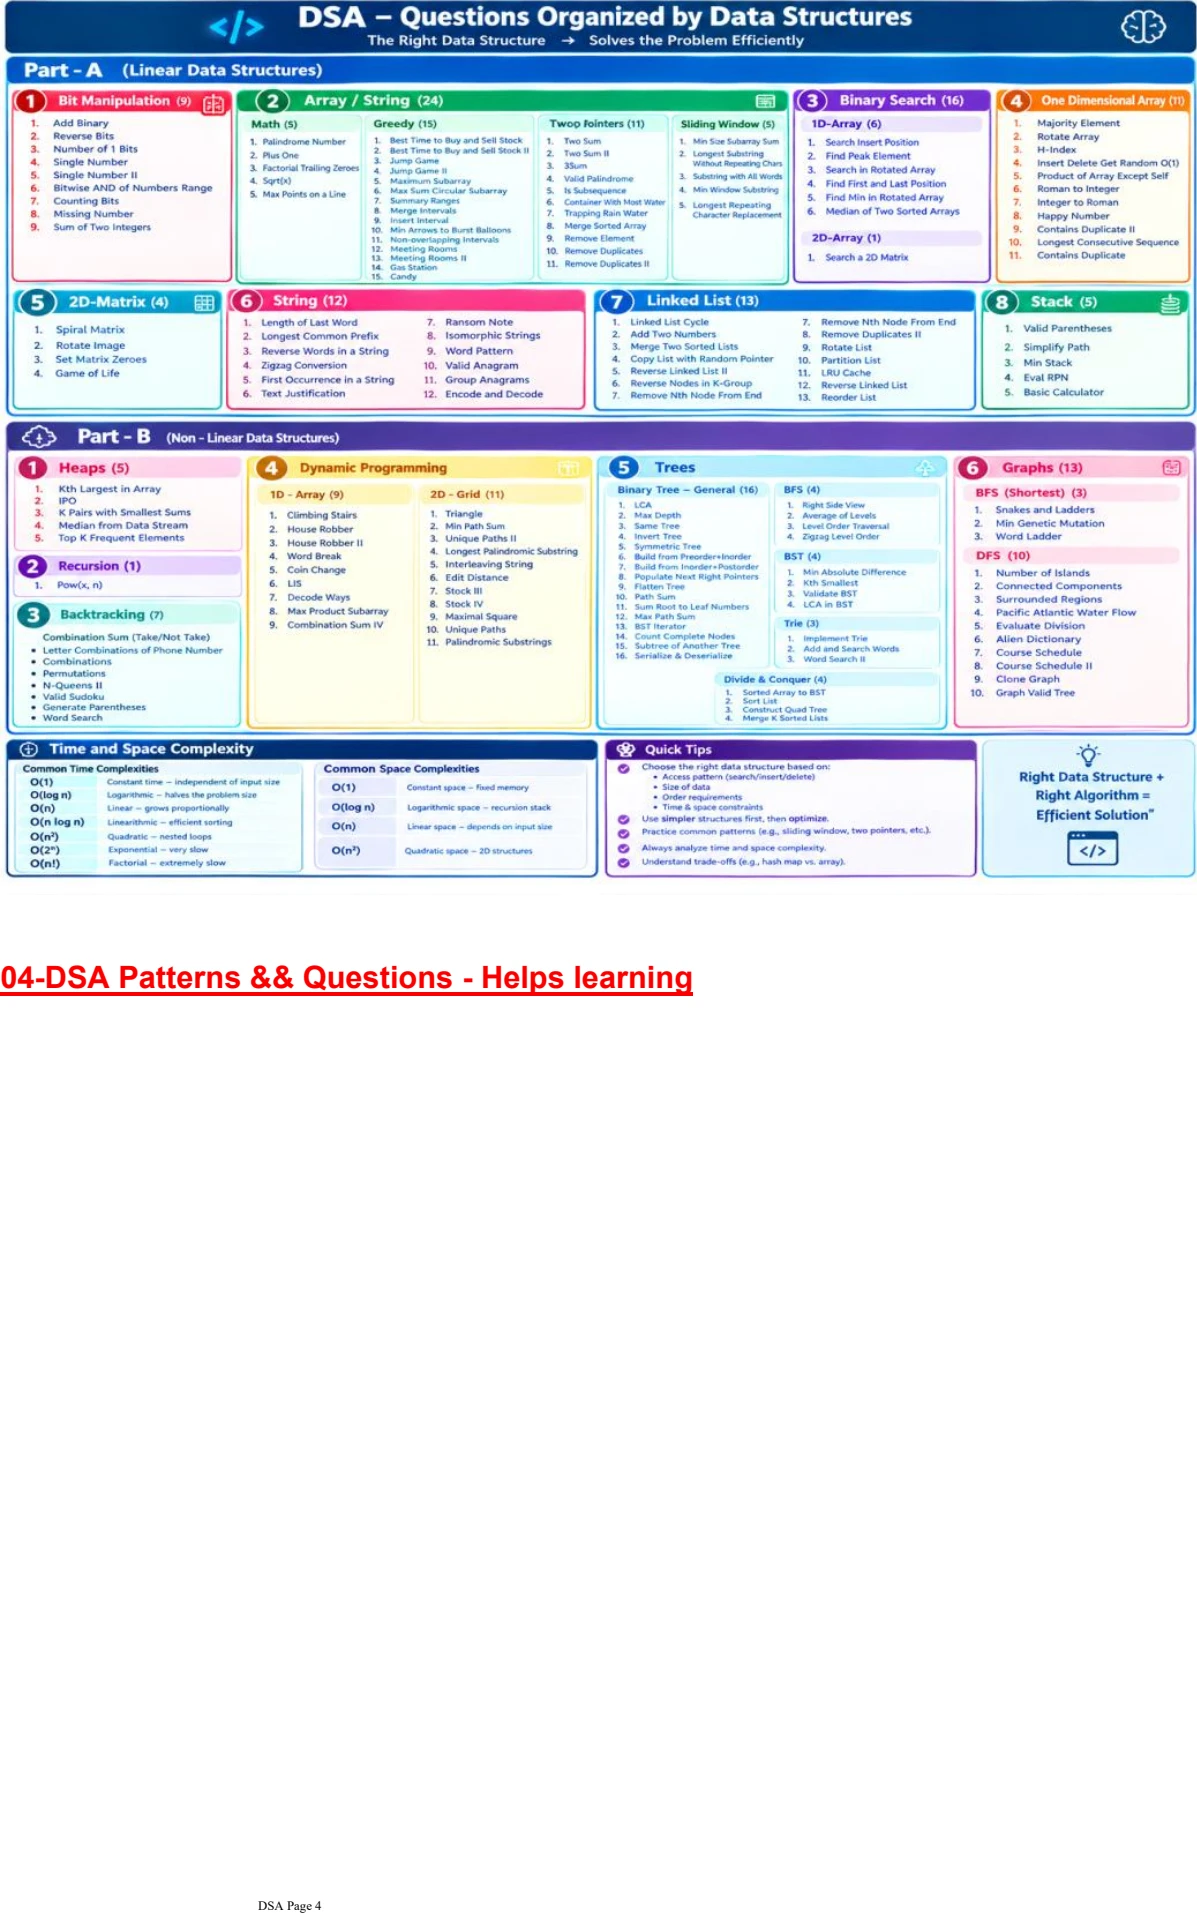 </> DSA – Questions Organized by Data Structures
The Right Data Structure → Solves the Problem Efficiently
Part - A (Linear Data Structures)
1 Bit Manipulation (9)
1. Add Binary
2. Reverse Bits
3. Number of 1 Bits
4. Single Number
5. Single Number II
6. Bitwise AND of Numbers Range
7. Counting Bits
8. Missing Number
9. Sum of Two Integers
2 Array / String (24)
Math (5)
1. Palindrome Number
2. Plus One
3. Factorial Trailing Zeroes
4. Sqrt(x)
5. Max Points on a Line
Greedy (15)
1. Best Time to Buy and Sell Stock
2. Best Time to Buy and Sell Stock II
3. Jump Game
4. Jump Game II
5. Maximum Subarray
6. Max Sum Circular Subarray
7. Summary Ranges
8. Merge Intervals
9. Insert Interval
10. Min Arrows to Burst Balloons
11. Non-overlapping Intervals
12. Meeting Rooms
13. Meeting Rooms II
14. Gas Station
15. Candy
Twop Jointers (11)
1. Two Sum
2. Two Sum II
3. 3Sum
4. Valid Palindrome
5. Is Subsequence
6. Container With Most Water
7. Trapping Rain Water
8. Merge Sorted Array
9. Remove Element
10. Remove Duplicates
11. Remove Duplicates II
Sliding Window (5)
1. Min Size Subarray Sum
2. Longest Substring
Without Repeating Chars
3. Substring with All Words
4. Min Window Substring
5. Longest Repeating
Character Replacement
3 Binary Search (16)
1D-Array (6)
1. Search Insert Position
2. Find Peak Element
3. Search in Rotated Array
4. Find First and Last Position
5. Find Min in Rotated Array
6. Median of Two Sorted Arrays
2D-Array (1)
1. Search a 2D Matrix
4 One Dimensional Array (11)
1. Majority Element
2. Rotate Array
3. H-Index
4. Insert Delete Get Random O(1)
5. Product of Array Except Self
6. Roman to Integer
7. Integer to Roman
8. Happy Number
9. Contains Duplicate II
10. Longest Consecutive Sequence
11. Contains Duplicate
5 2D-Matrix (4)
1. Spiral Matrix
2. Rotate Image
3. Set Matrix Zeroes
4. Game of Life
6 String (12)
1. Length of Last Word
2. Longest Common Prefix
3. Reverse Words in a String
4. Zigzag Conversion
5. First Occurrence in a String
6. Text Justification
7. Ransom Note
8. Isomorphic Strings
9. Word Pattern
10. Valid Anagram
11. Group Anagrams
12. Encode and Decode
7 Linked List (13)
1. Linked List Cycle
2. Add Two Numbers
3. Merge Two Sorted Lists
4. Copy List with Random Pointer
5. Reverse Linked List II
6. Reverse Nodes in K-Group
7. Remove Nth Node From End
7. Remove Nth Node From End
8. Remove Duplicates II
9. Rotate List
10. Partition List
11. LRU Cache
12. Reverse Linked List
13. Reorder List
8 Stack (5)
1. Valid Parentheses
2. Simplify Path
3. Min Stack
4. Eval RPN
5. Basic Calculator
Part - B (Non - Linear Data Structures)
1 Heaps (5)
1. Kth Largest in Array
2. IPO
3. K Pairs with Smallest Sums
4. Median from Data Stream
5. Top K Frequent Elements
2 Recursion (1)
1. Pow(x, n)
3 Backtracking (7)
Combination Sum (Take/Not Take)
• Letter Combinations of Phone Number
• Combinations
• Permutations
• N-Queens II
• Valid Sudoku
• Generate Parentheses
• Word Search
4 Dynamic Programming
1D - Array (9)
1. Climbing Stairs
2. House Robber
3. House Robber II
4. Word Break
5. Coin Change
6. LIS
7. Decode Ways
8. Max Product Subarray
9. Combination Sum IV
2D - Grid (11)
1. Triangle
2. Min Path Sum
3. Unique Paths II
4. Longest Palindromic Substring
5. Interleaving String
6. Edit Distance
7. Stock III
8. Stock IV
9. Maximal Square
10. Unique Paths
11. Palindromic Substrings
5 Trees
Binary Tree – General (16)
1. LCA
2. Max Depth
3. Same Tree
4. Invert Tree
5. Symmetric Tree
6. Build from Preorder+Inorder
7. Build from Inorder+Postorder
8. Populate Next Right Pointers
9. Flatten Tree
10. Path Sum
11. Sum Root to Leaf Numbers
12. Max Path Sum
13. BST Iterator
14. Count Complete Nodes
15. Subtree of Another Tree
16. Serialize & Deserialize
BFS (4)
1. Right Side View
2. Average of Levels
3. Level Order Traversal
4. Zigzag Level Order
BST (4)
1. Min Absolute Difference
2. Kth Smallest
3. Validate BST
4. LCA in BST
Trie (3)
1. Implement Trie
2. Add and Search Words
3. Word Search II
Divide & Conquer (4)
1. Sorted Array to BST
2. Sort List
3. Construct Quad Tree
4. Merge K Sorted Lists
6 Graphs (13)
BFS (Shortest) (3)
1. Snakes and Ladders
2. Min Genetic Mutation
3. Word Ladder
DFS (10)
1. Number of Islands
2. Connected Components
3. Surrounded Regions
4. Pacific Atlantic Water Flow
5. Evaluate Division
6. Alien Dictionary
7. Course Schedule
8. Course Schedule II
9. Clone Graph
10. Graph Valid Tree
Time and Space Complexity
Common Time Complexities
O(1) Constant time – independent of input size
O(log n) Logarithmic – halves the problem size
O(n) Linear – grows proportionally
O(n log n) Linearithmic – efficient sorting
O(n²) Quadratic – nested loops
O(2ⁿ) Exponential – very slow
O(n!) Factorial – extremely slow
Common Space Complexities
O(1) Constant space – fixed memory
O(log n) Logarithmic space – recursion stack
O(n) Linear space – depends on input size
O(n²) Quadratic space – 2D structures
Quick Tips
Choose the right data structure based on:
• Access pattern (search/insert/delete)
• Size of data
• Order requirements
• Time & space constraints
Use simpler structures first, then optimize.
Practice common patterns (e.g., sliding window, two pointers, etc.).
Always analyze time and space complexity.
Understand trade-offs (e.g., hash map vs. array).
Right Data Structure +
Right Algorithm =
Efficient Solution”
</>
04-DSA Patterns && Questions - Helps learning
DSA Page 4